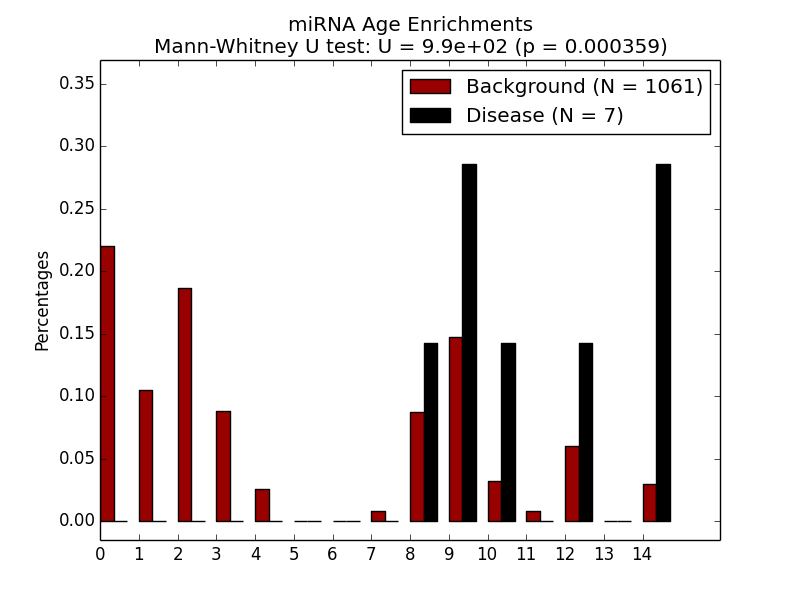 miRNA Age Enrichments
Mann-Whitney U test: U = 9.9e+02 (p = 0.000359)
Background (N = 1061)
Disease (N = 7)
Percentages
0.35
0.30
0.25
0.20
0.15
0.10
0.05
0.00
0 1 2 3 4 5 6 7 8 9 10 11 12 13 14